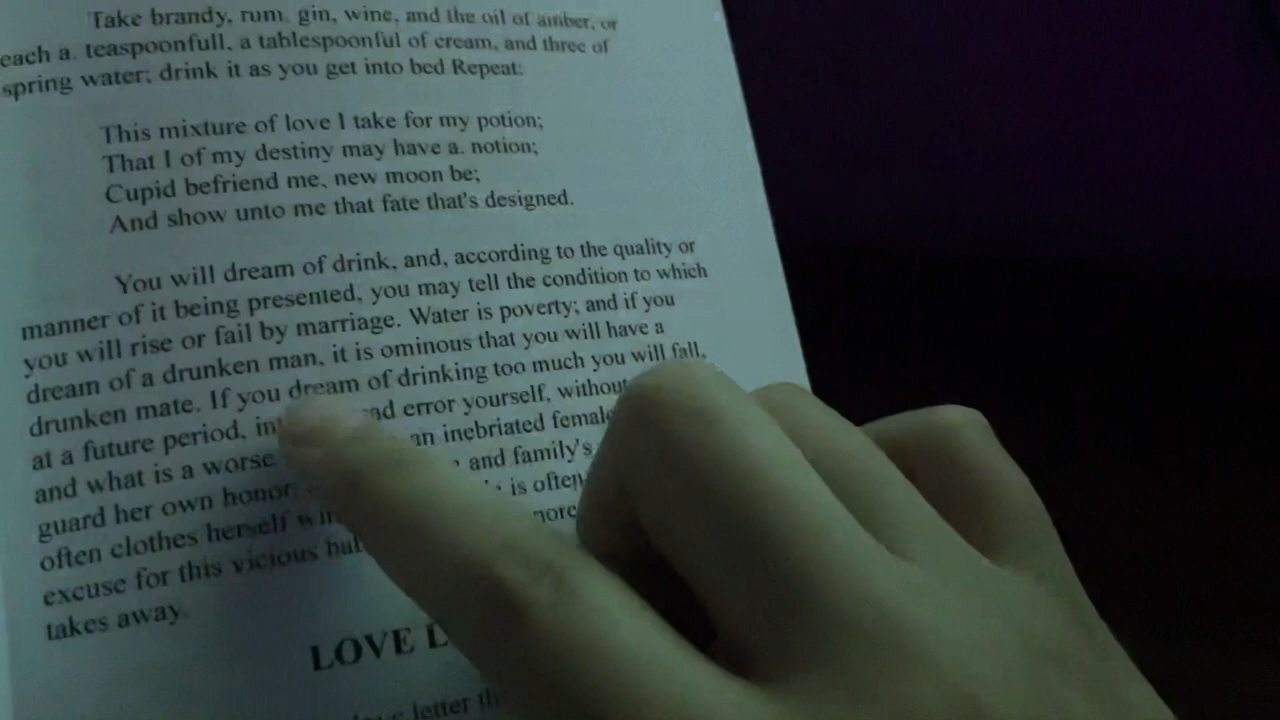 Take brandy, rum, gin, wine, and the oil of amber, or
each a. teaspoonfull, a tablespoonful of cream, and three of
spring water; drink it as you get into bed Repeat:
This mixture of love I take for my potion;
That I of my destiny may have a. notion;
Cupid befriend me, new moon be;
And show unto me that fate that's designed.
You will dream of drink, and, according to the quality or
manner of it being presented, you may tell the condition to which
you will rise or fail by marriage. Water is poverty; and if you
dream of a drunken man, it is ominous that you will have a
drunken mate. If you dream of drinking too much you will fall,
at a future period, error yourself, without
and what is a worse an inebriated female
guard her own honor and family's
often clothes herself is often
excuse for this vicious more
takes away.
LOVE
letter